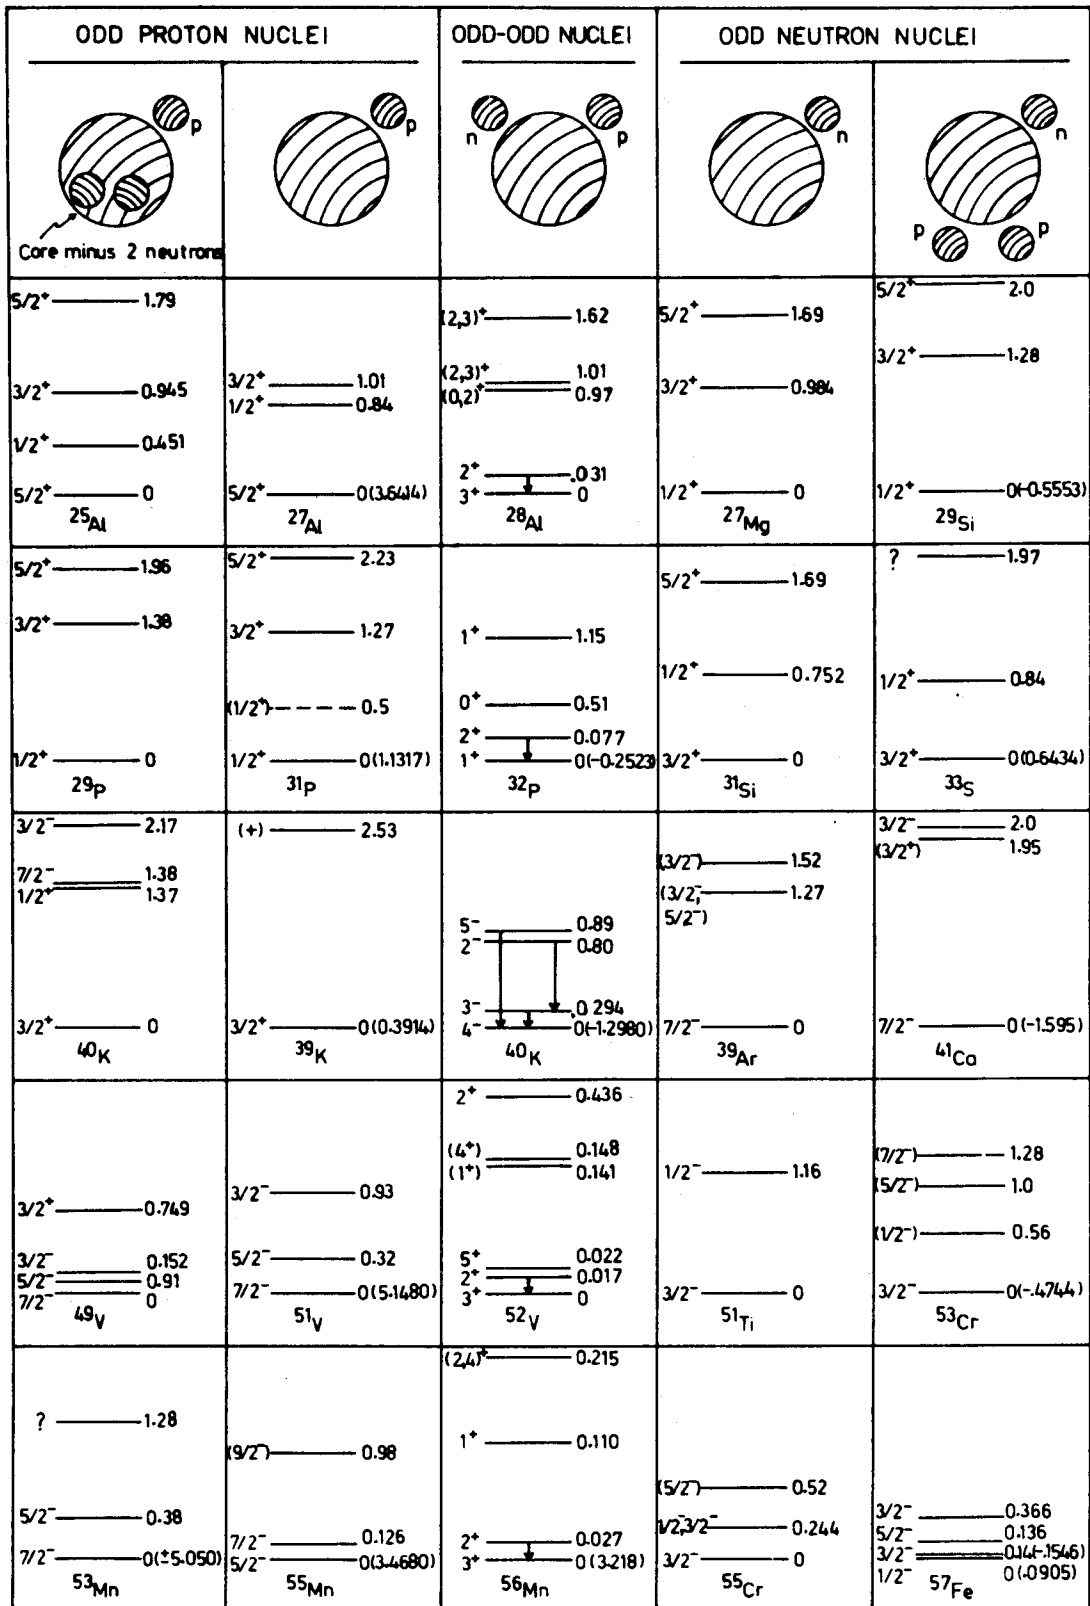 ODD PROTON NUCLEI
ODD-ODD NUCLEI
ODD NEUTRON NUCLEI
p
Core minus 2 neutrons
p
n
p
n
n
p
p
5/2⁺ 1.79
3/2⁺ 0.945
1/2⁺ 0.451
5/2⁺ 0
²⁵Al
3/2⁺ 1.01
1/2⁺ 0.84
5/2⁺ 0(3.6414)
²⁷Al
(2,3)⁺ 1.62
(2,3)⁺ 1.01
(0,2)⁺ 0.97
2⁺ .031
3⁺ 0
²⁸Al
5/2⁺ 1.69
3/2⁺ 0.984
1/2⁺ 0
²⁷Mg
5/2⁺ 2.0
3/2⁺ 1.28
1/2⁺ 0(-0.5553)
²⁹Si
5/2⁺ 1.96
3/2⁺ 1.38
1/2⁺ 0
²⁹P
5/2⁺ 2.23
3/2⁺ 1.27
(1/2⁺) 0.5
1/2⁺ 0(1.1317)
³¹P
1⁺ 1.15
0⁺ 0.51
2⁺ 0.077
1⁺ 0(-0.2523)
³²P
5/2⁺ 1.69
1/2⁺ 0.752
3/2⁺ 0
³¹Si
? 1.97
1/2⁺ 0.84
3/2⁺ 0(0.6434)
³³S
3/2⁻ 2.17
7/2⁻ 1.38
1/2⁺ 1.37
3/2⁺ 0
⁴⁰K
(+) 2.53
3/2⁺ 0(0.3914)
³⁹K
5⁻ 0.89
2⁻ 0.80
3⁻ .0294
4⁻ 0(-1.2980)
⁴⁰K
(3/2⁻) 1.52
(3/2⁻, 1.27
5/2⁻)
7/2⁻ 0
³⁹Ar
3/2⁻ 2.0
(3/2⁺) 1.95
7/2⁻ 0(-1.595)
⁴¹Ca
3/2⁺ 0.749
3/2⁻ 0.152
5/2⁻ 0.91
7/2⁻ 0
⁴⁹V
3/2⁻ 0.93
5/2⁻ 0.32
7/2⁻ 0(5.1480)
⁵¹V
2⁺ 0.436
(4⁺) 0.148
(1⁺) 0.141
5⁺ 0.022
2⁺ 0.017
3⁺ 0
⁵²V
1/2⁻ 1.16
3/2⁻ 0
⁵¹Ti
(7/2⁻) 1.28
(5/2⁻) 1.0
(1/2⁻) 0.56
3/2⁻ 0(-.4744)
⁵³Cr
? 1.28
5/2⁻ 0.38
7/2⁻ 0(±5.050)
⁵³Mn
(9/2⁻) 0.98
7/2⁻ 0.126
5/2⁻ 0(3.4680)
⁵⁵Mn
(2,4)⁺ 0.215
1⁺ 0.110
2⁺ 0.027
3⁺ 0(3.218)
⁵⁶Mn
(5/2⁻) 0.52
1/2⁻,3/2⁻ 0.244
3/2⁻ 0
⁵⁵Cr
3/2⁻ 0.366
5/2⁻ 0.136
3/2⁻
1/2⁻ 0(.0905)
⁵⁷Fe